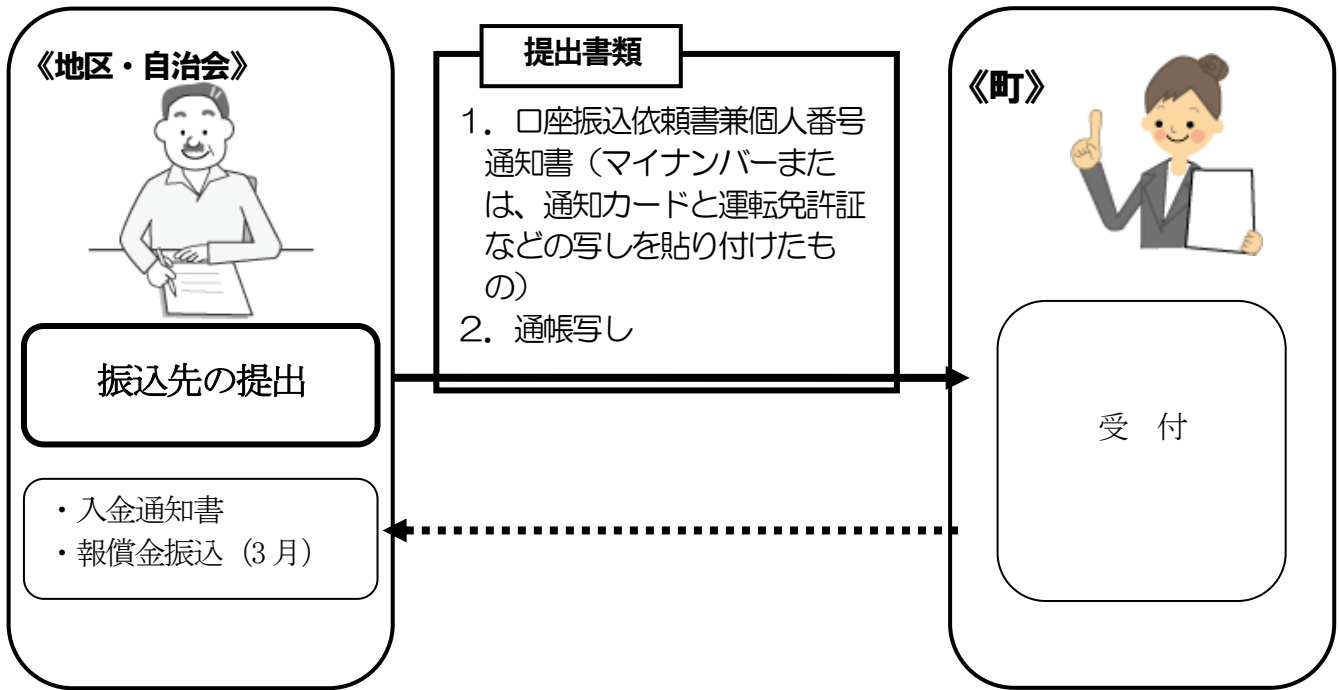 《地区・自治会》
提出書類
1. 口座振込依頼書兼個人番号
通知書（マイナンバーまた
は、通知カードと運転免許証
などの写しを貼り付けたも
の）
2. 通帳写し
《町》
振込先の提出
受　付
・入金通知書
・報償金振込（3月）